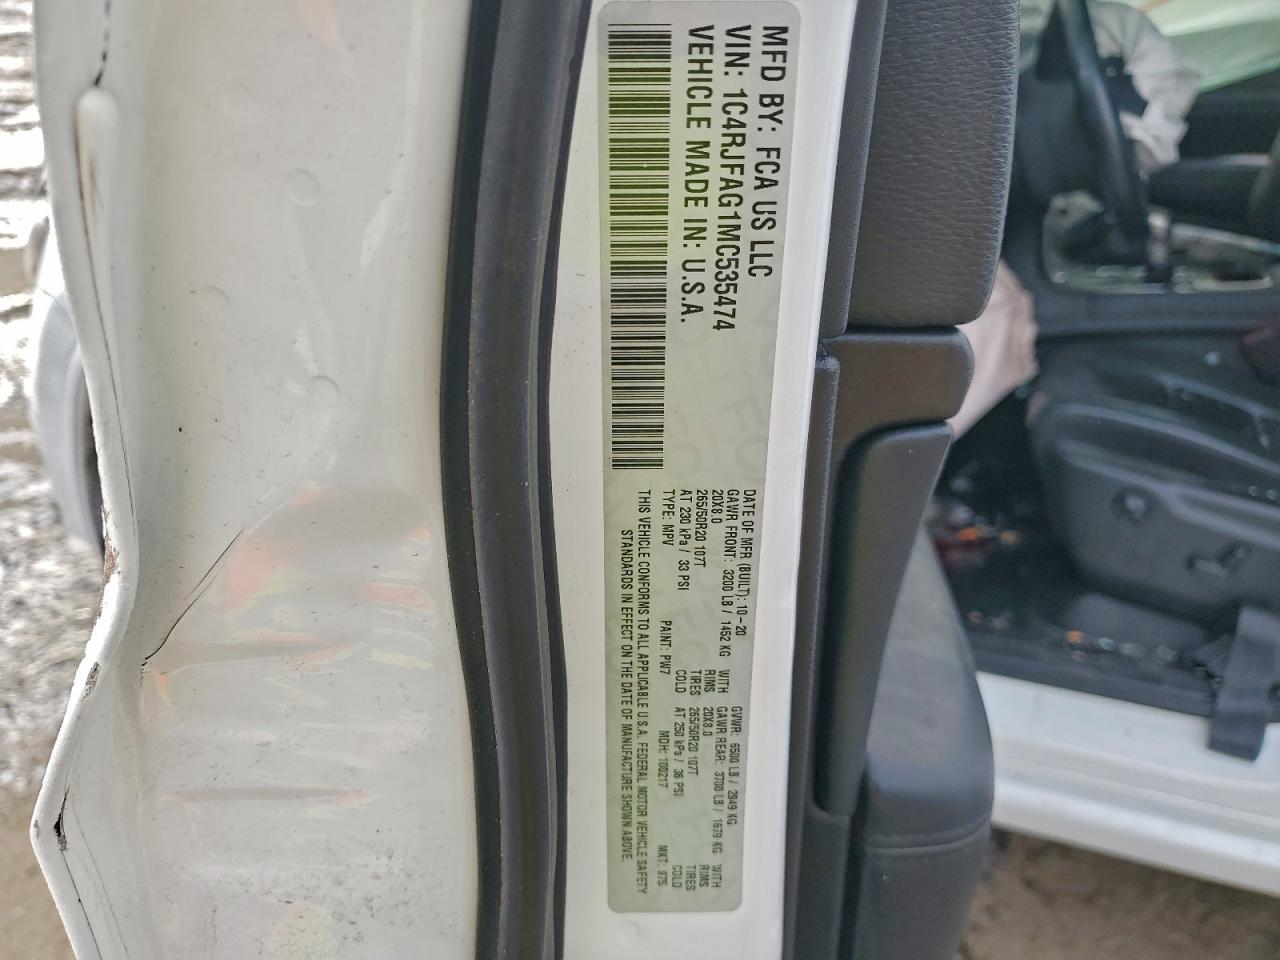 MFD BY: FCA US LLC
VIN: 1C4RJFAG1MC535474
VEHICLE MADE IN: U.S.A.
DATE OF MFR (BUILT): 10-20 GVWR: 6500 LB / 2949 KG
GAWR FRONT: 3200 LB / 1452 KG WITH GAWR REAR: 3700 LB / 1679 KG WITH
20X8.0 RIMS 20X8.0 RIMS
265/50R20 107T TIRES 265/50R20 107T TIRES
AT 230 kPa / 33 PSI COLD AT 250 kPa / 36 PSI COLD
TYPE: MPV PAINT: PW7 MDH: 100217 MKT: 975
THIS VEHICLE CONFORMS TO ALL APPLICABLE U.S.A. FEDERAL MOTOR VEHICLE SAFETY
STANDARDS IN EFFECT ON THE DATE OF MANUFACTURE SHOWN ABOVE.